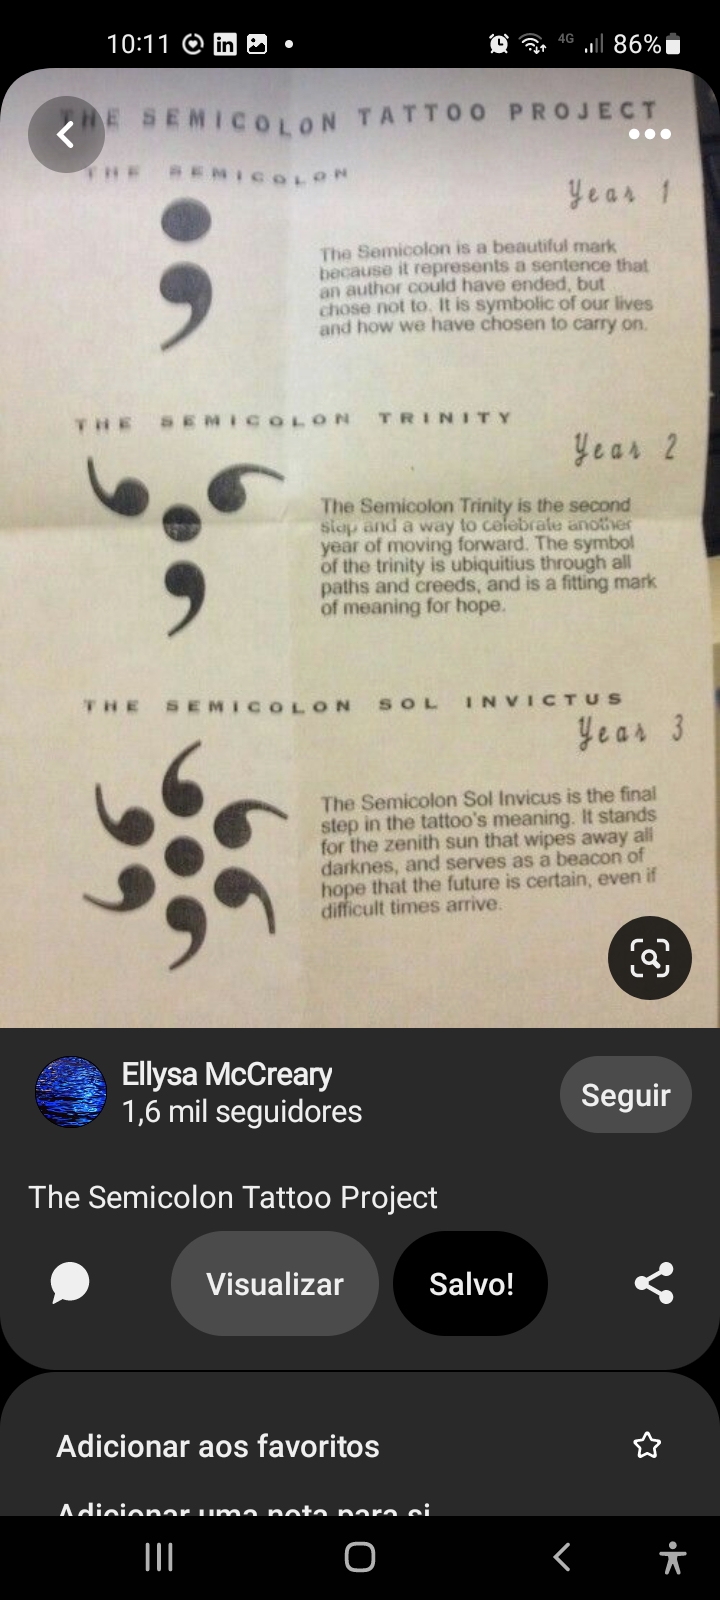 10:11
4G
86%
THE SEMICOLON TATTOO PROJECT
THE SEMICOLON
Year 1
The Semicolon is a beautiful mark
because it represents a sentence that
an author could have ended, but
chose not to. It is symbolic of our lives
and how we have chosen to carry on.
THE SEMICOLON TRINITY
Year 2
The Semicolon Trinity is the second
step and a way to celebrate another
year of moving forward. The symbol
of the trinity is ubiquitius through all
paths and creeds, and is a fitting mark
of meaning for hope.
THE SEMICOLON SOL INVICTUS
Year 3
The Semicolon Sol Invicus is the final
step in the tattoo's meaning. It stands
for the zenith sun that wipes away all
darknes, and serves as a beacon of
hope that the future is certain, even if
difficult times arrive.
Ellysa McCreary
1,6 mil seguidores
Seguir
The Semicolon Tattoo Project
Visualizar
Salvo!
Adicionar aos favoritos
Adicionar uma nota para si